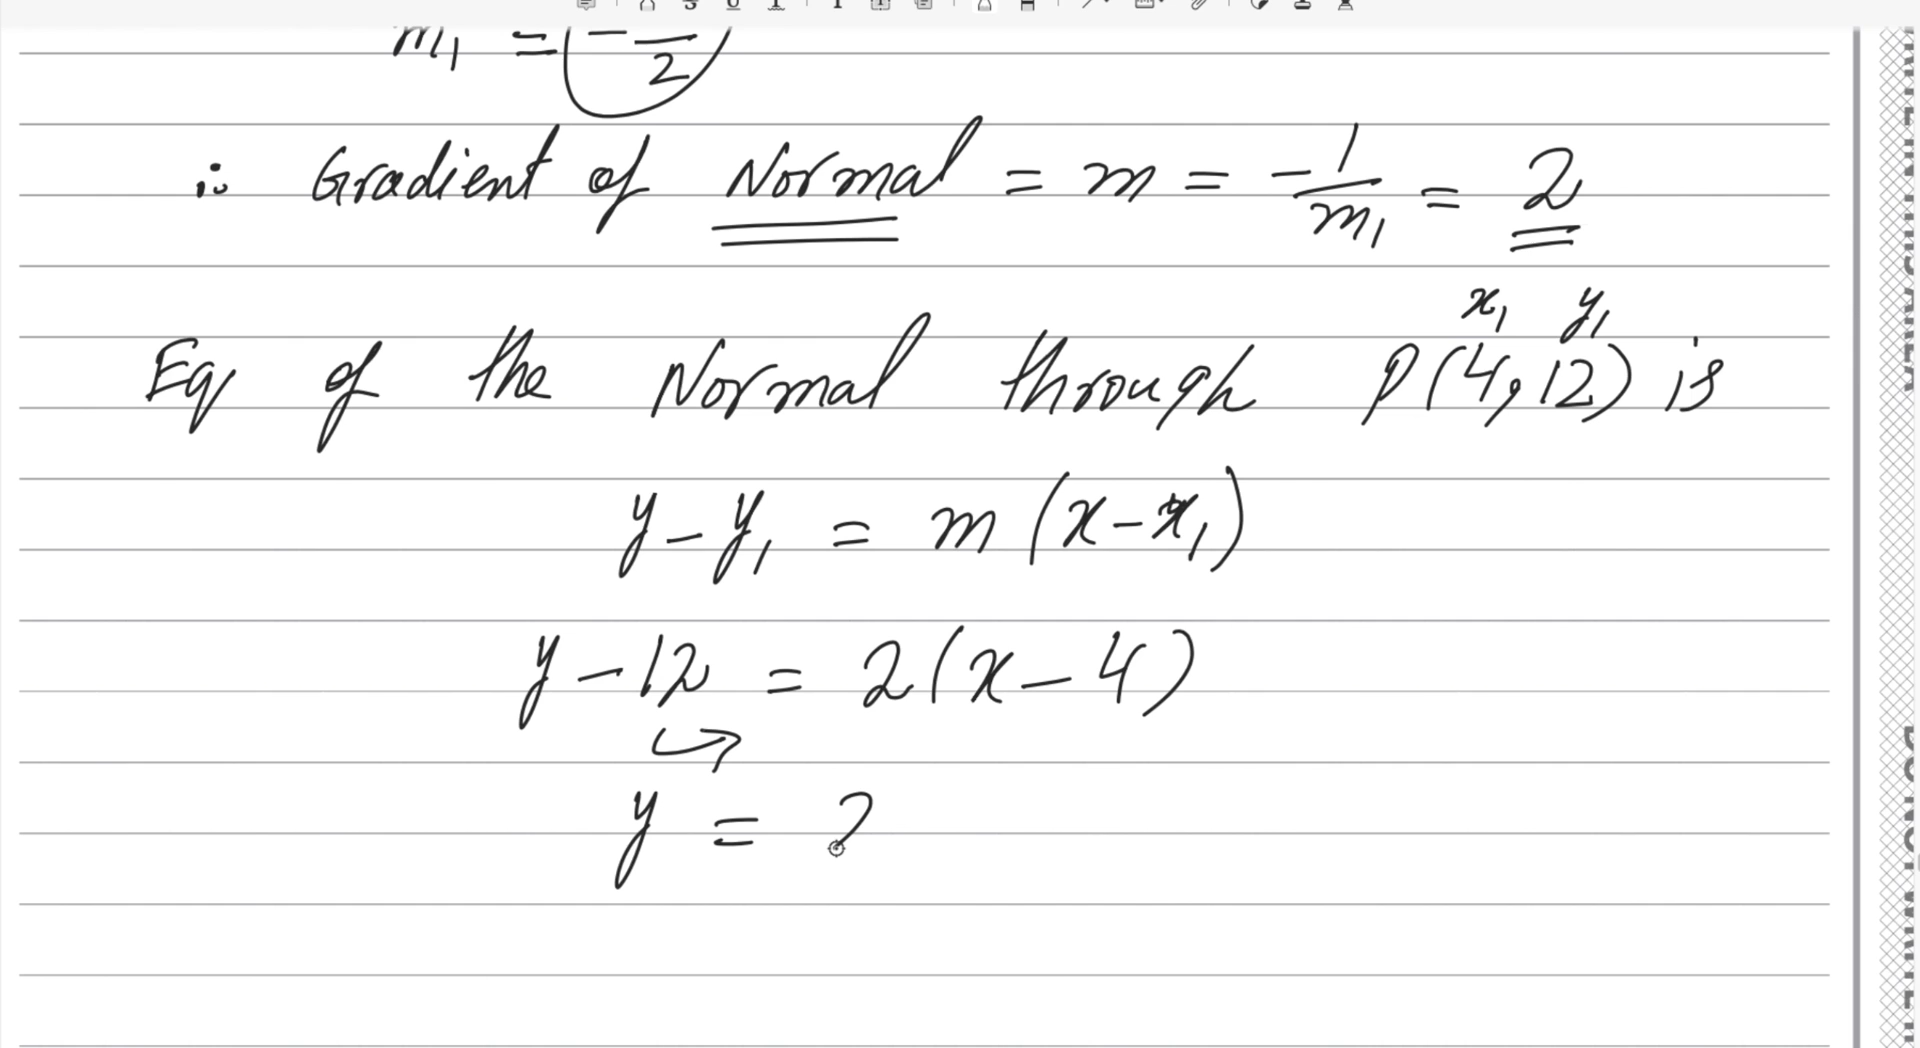 m₁ = (-/2)
∴ Gradient of Normal = m = -1/m₁ = 2
x₁ y₁
Eq of the Normal through P(4,12) is
y - y₁ = m(x - x₁)
y - 12 = 2(x - 4)
y = ?